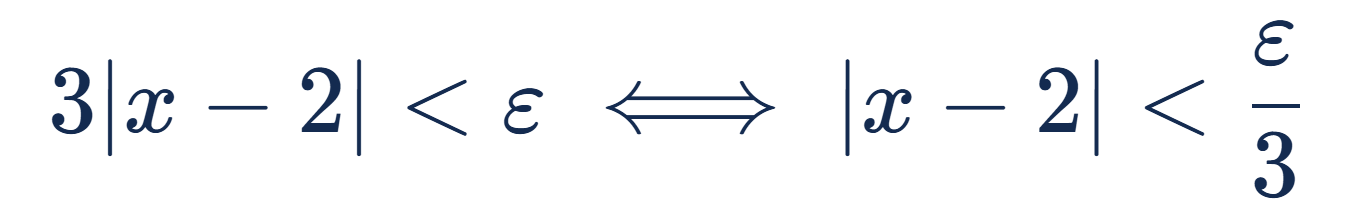 3|x − 2| < ε ⟺ |x − 2| < ε/3